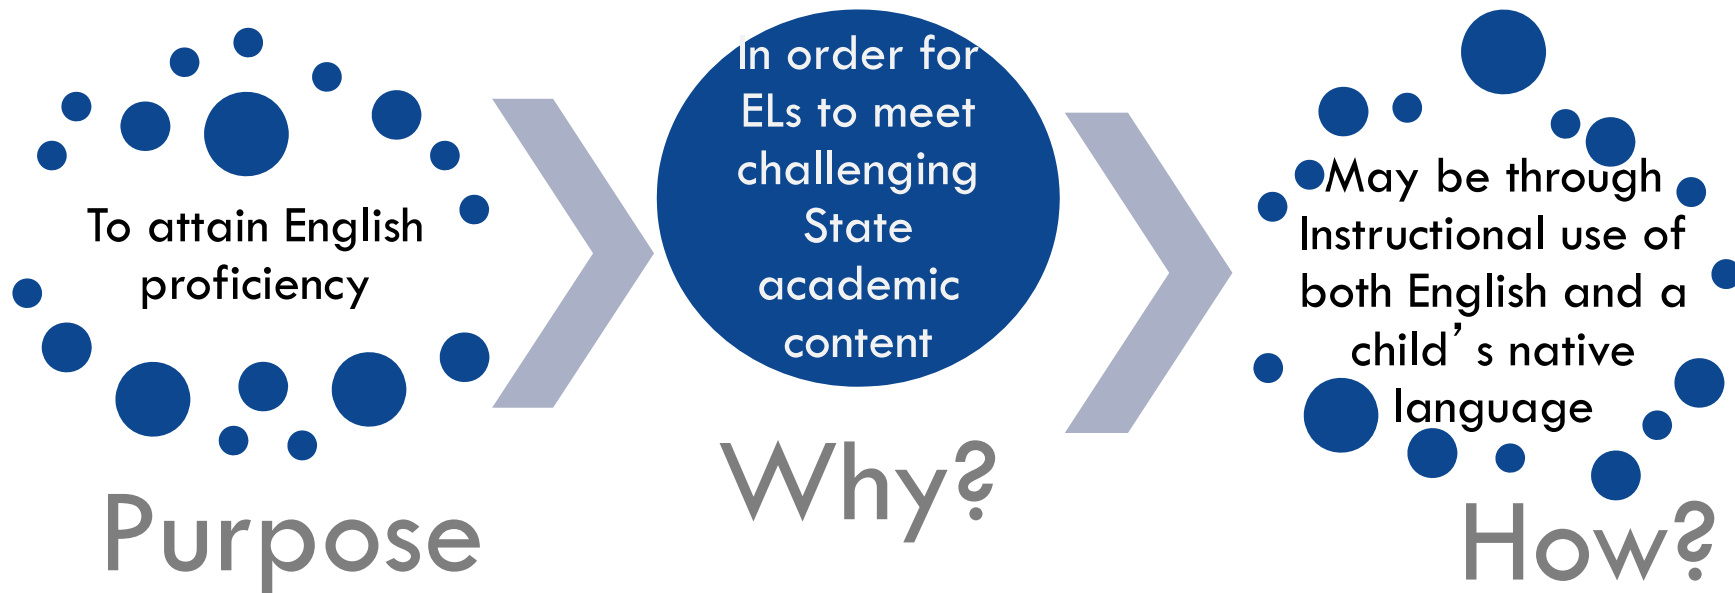 To attain English
proficiency
Purpose
In order for
ELs to meet
challenging
State
academic
content
Why?
May be through
Instructional use of
both English and a
child’s native
language
How?